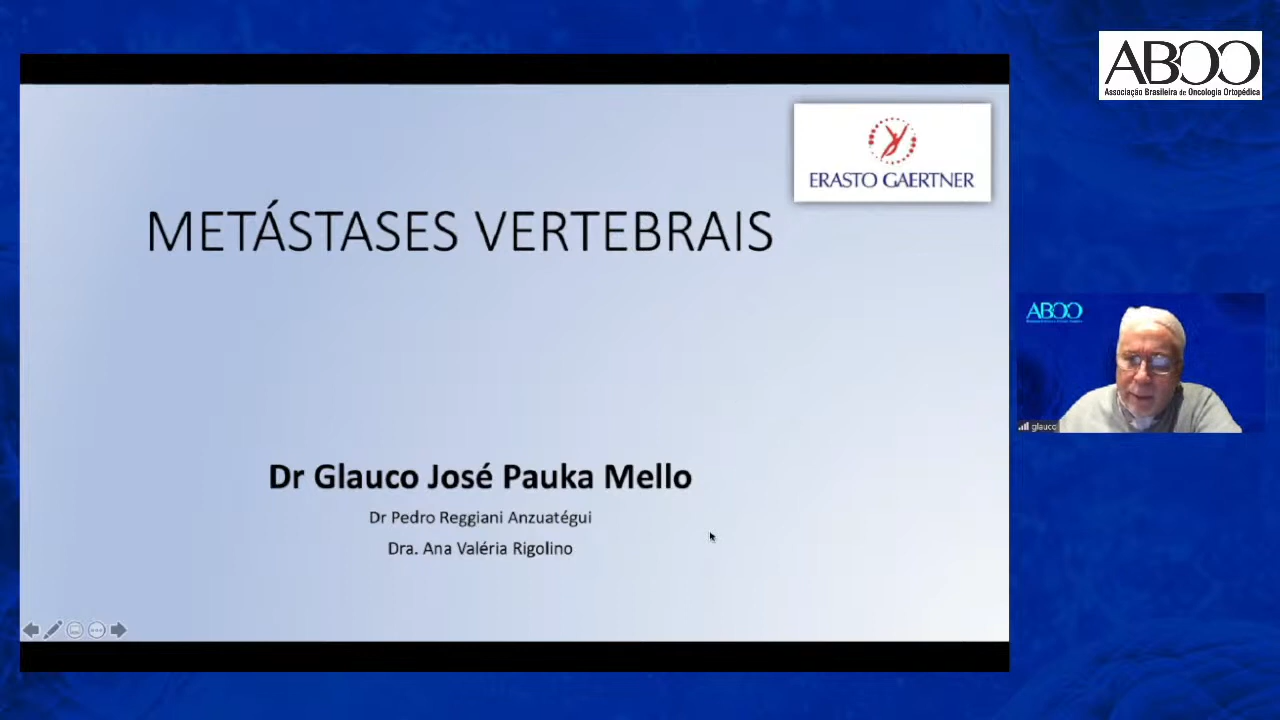 ABOO
Associação Brasileira de Oncologia Ortopédica
ERASTO GAERTNER
METÁSTASES VERTEBRAIS
Dr Glauco José Pauka Mello
Dr Pedro Reggiani Anzuatégui
Dra. Ana Valéria Rigolino
ABOO
glauco